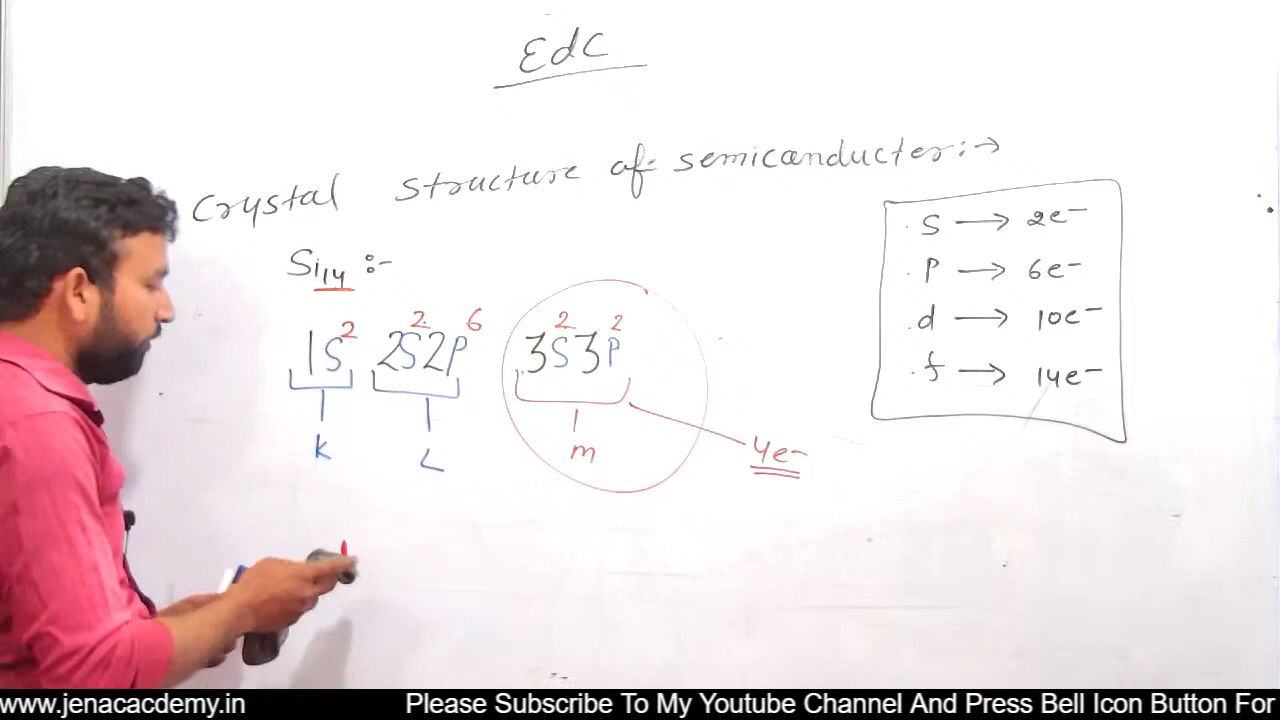 EdC
Crystal structure of semiconducter:→
Si₁₄ :-
1S² 2S²2P⁶ 3S²3P²
K L m
4e⁻
S → 2e⁻
P → 6e⁻
d → 10e⁻
f → 14e⁻
www.jenacacdemy.in Please Subscribe To My Youtube Channel And Press Bell Icon Button For